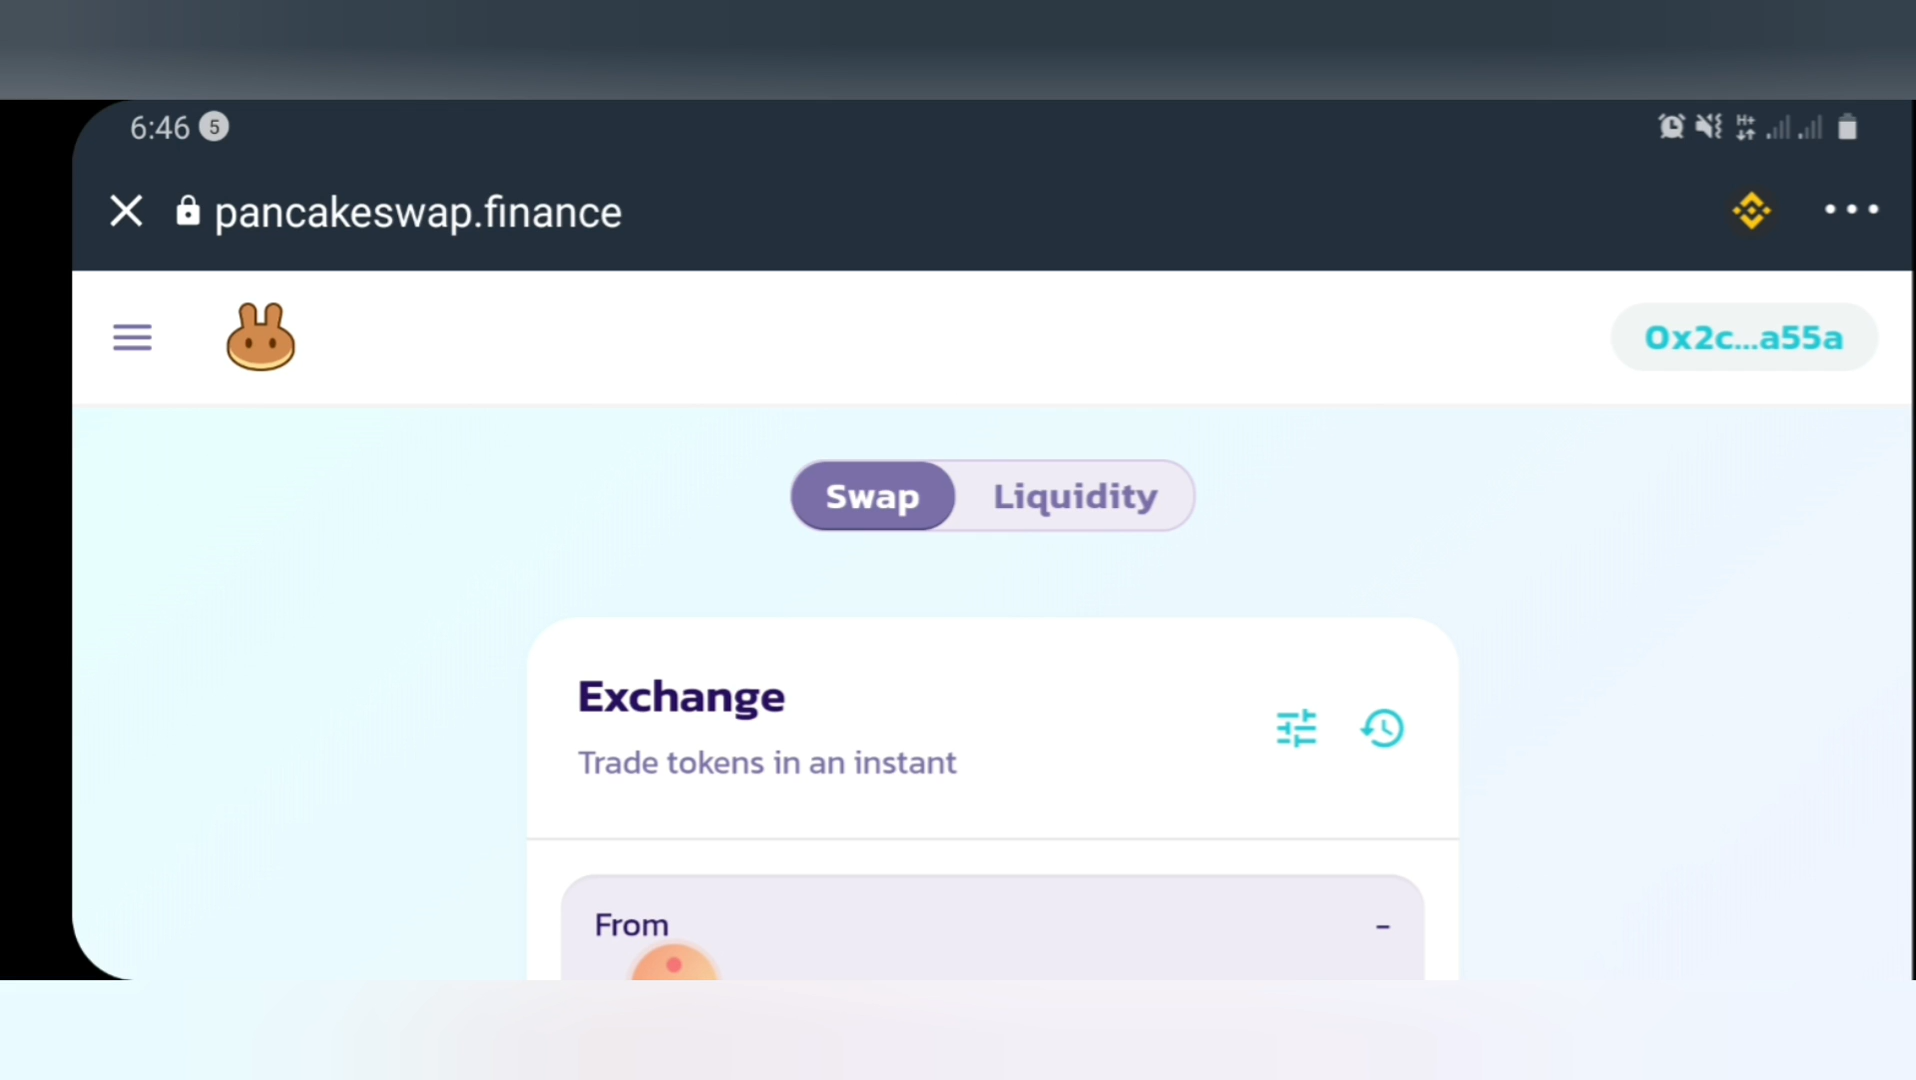 6:46 5
H+
pancakeswap.finance
0x2c...a55a
Swap Liquidity
Exchange
Trade tokens in an instant
From -